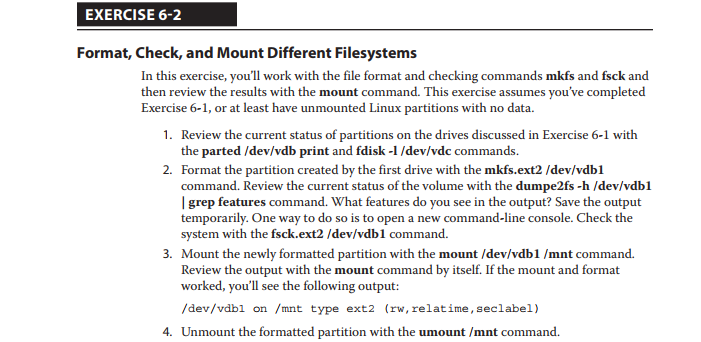 EXERCISE 6-2
Format, Check, and Mount Different Filesystems
In this exercise, you'll work with the file format and checking commands mkfs and fsck and
then review the results with the mount command. This exercise assumes you've completed
Exercise 6-1, or at least have unmounted Linux partitions with no data.
1. Review the current status of partitions on the drives discussed in Exercise 6-1 with
the parted /dev/vdb print and fdisk -l /dev/vdc commands.
2. Format the partition created by the first drive with the mkfs.ext2 /dev/vdb1
command. Review the current status of the volume with the dumpe2fs -h /dev/vdb1
| grep features command. What features do you see in the output? Save the output
temporarily. One way to do so is to open a new command-line console. Check the
system with the fsck.ext2 /dev/vdb1 command.
3. Mount the newly formatted partition with the mount /dev/vdb1 /mnt command.
Review the output with the mount command by itself. If the mount and format
worked, you'll see the following output:
/dev/vdb1 on /mnt type ext2 (rw,relatime,seclabel)
4. Unmount the formatted partition with the umount /mnt command.